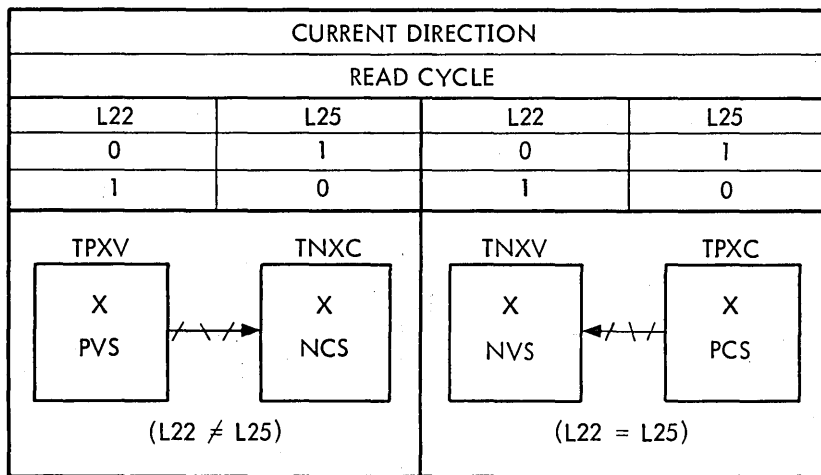 CURRENT DIRECTION
READ CYCLE
L22 L25 L22 L25
0 1 0 1
1 0 1 0
TPXV TNXC TNXV TPXC
X X X X
PVS NCS NVS PCS
(L22 ≠ L25) (L22 = L25)